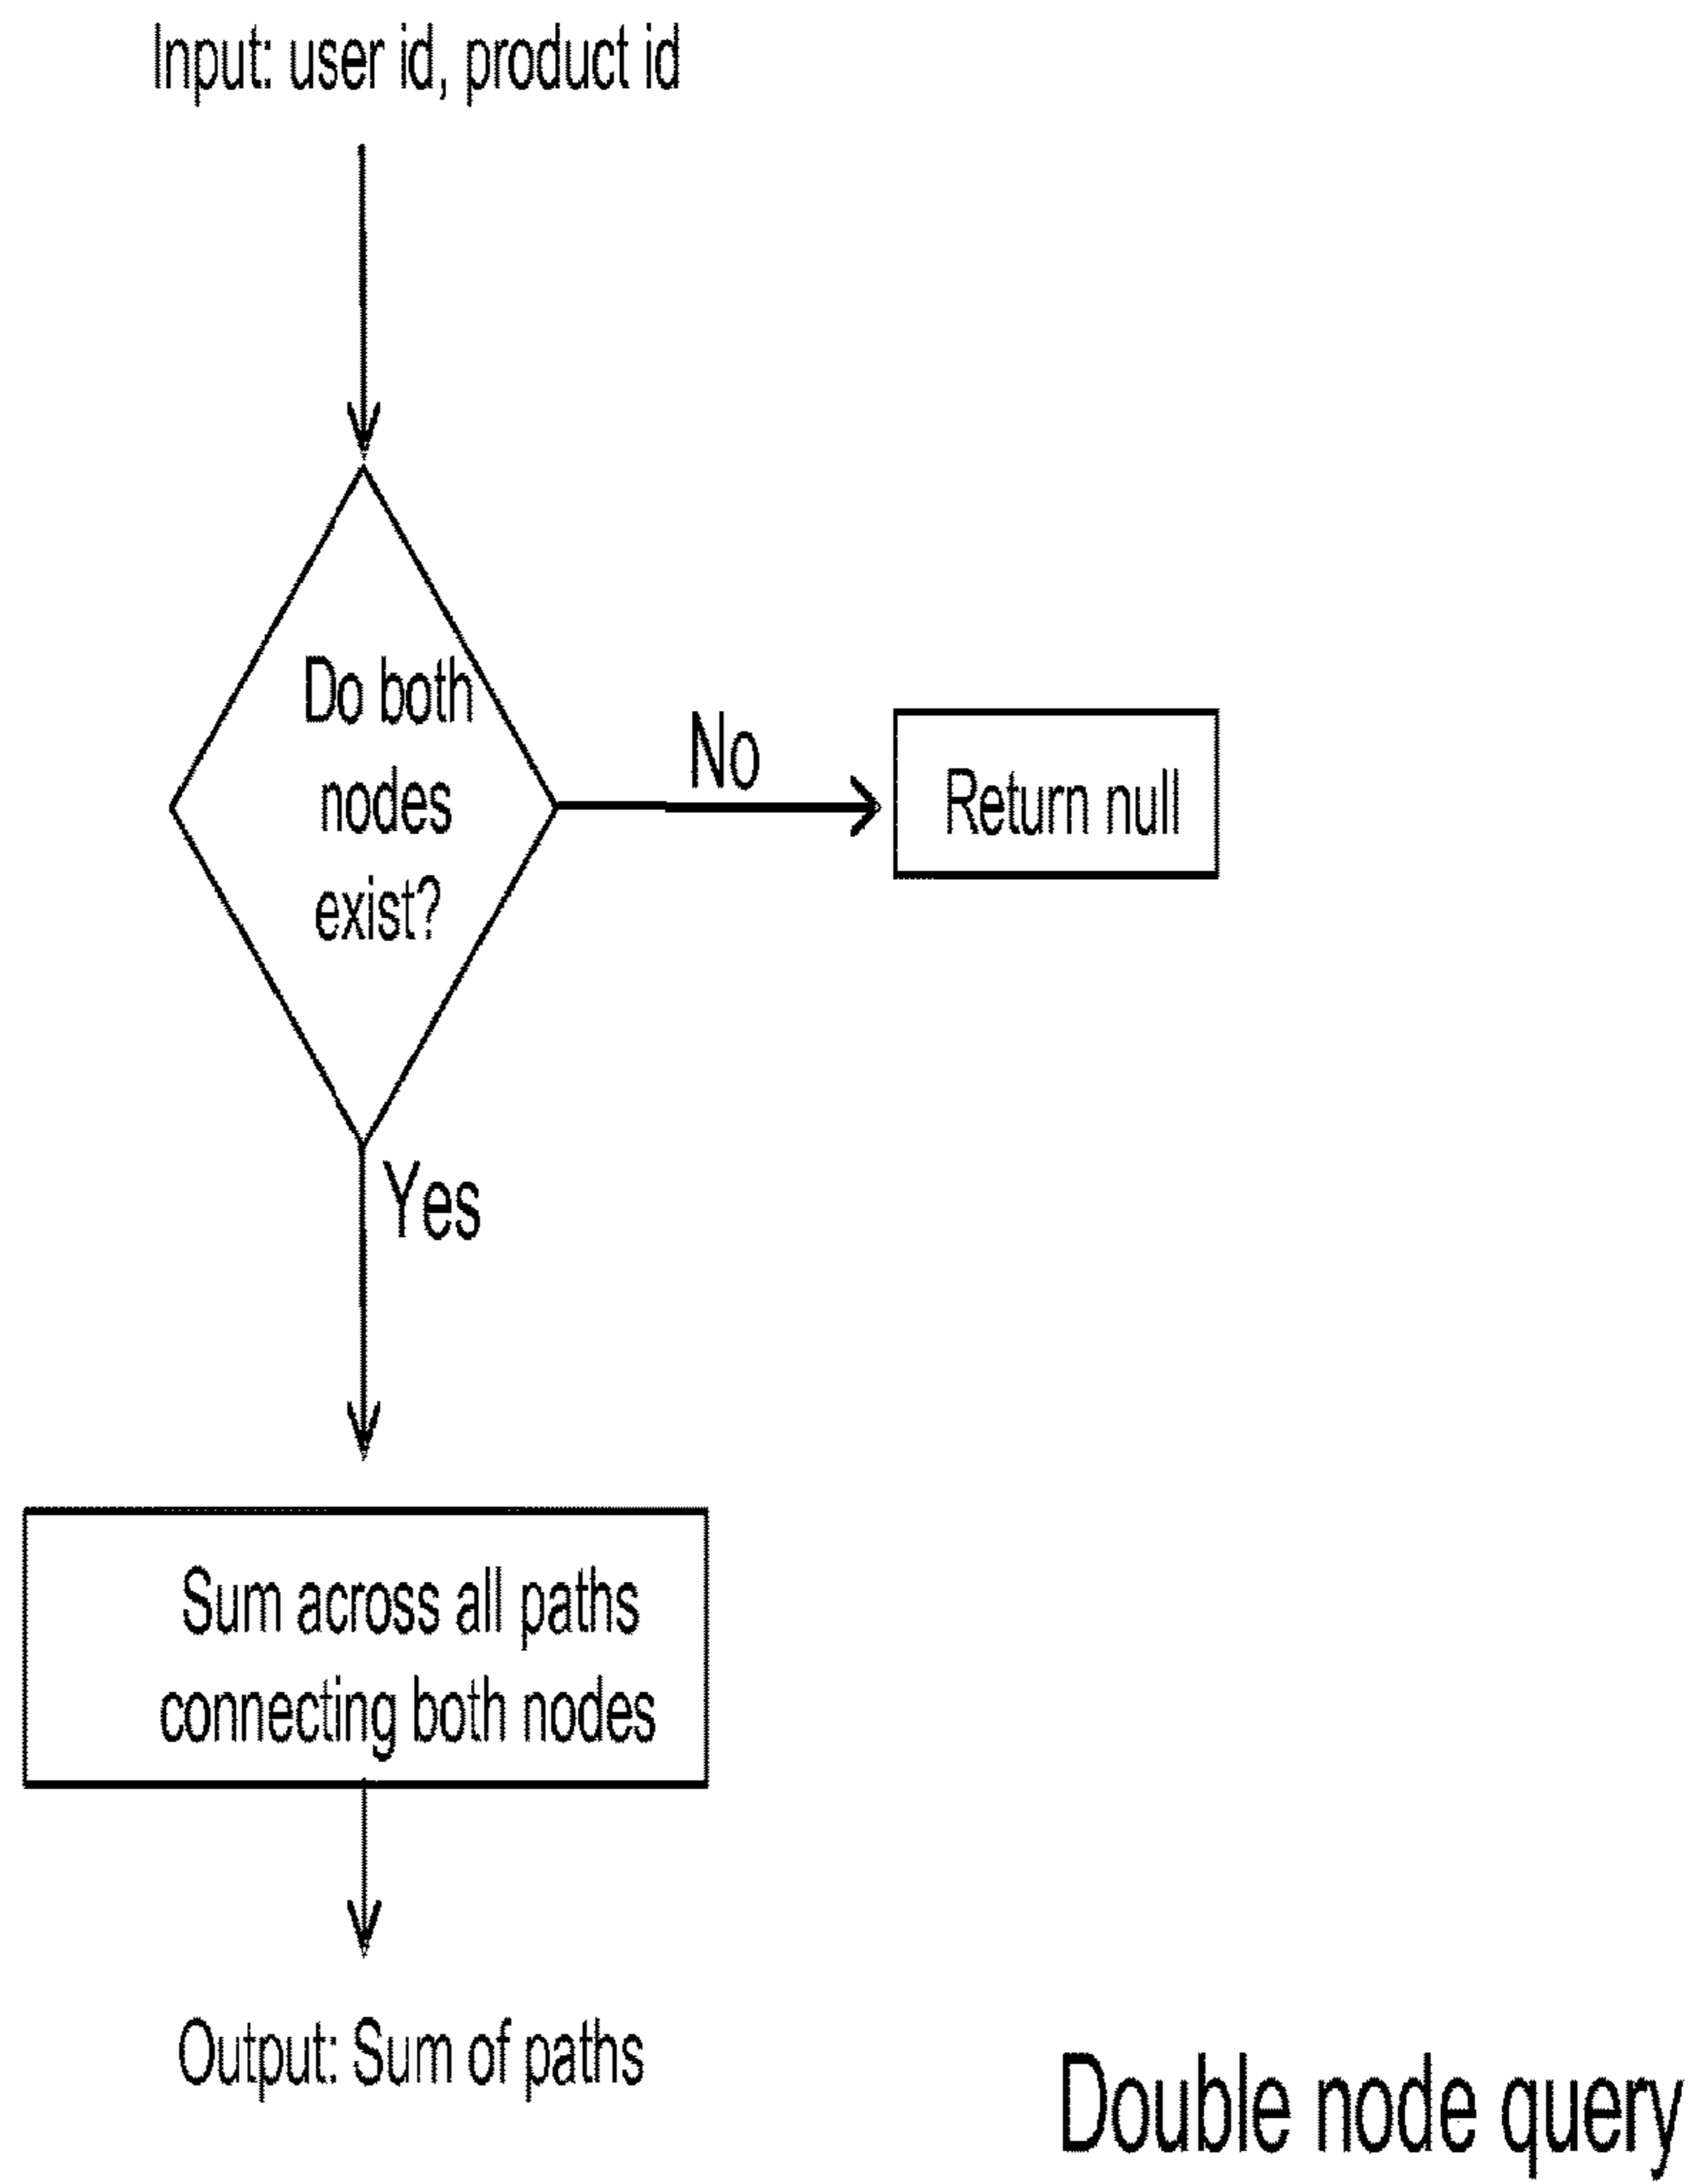 Input: user id, product id
Do both
nodes
exist?
No
Return null
Yes
Sum across all paths
connecting both nodes
Output: Sum of paths
Double node query